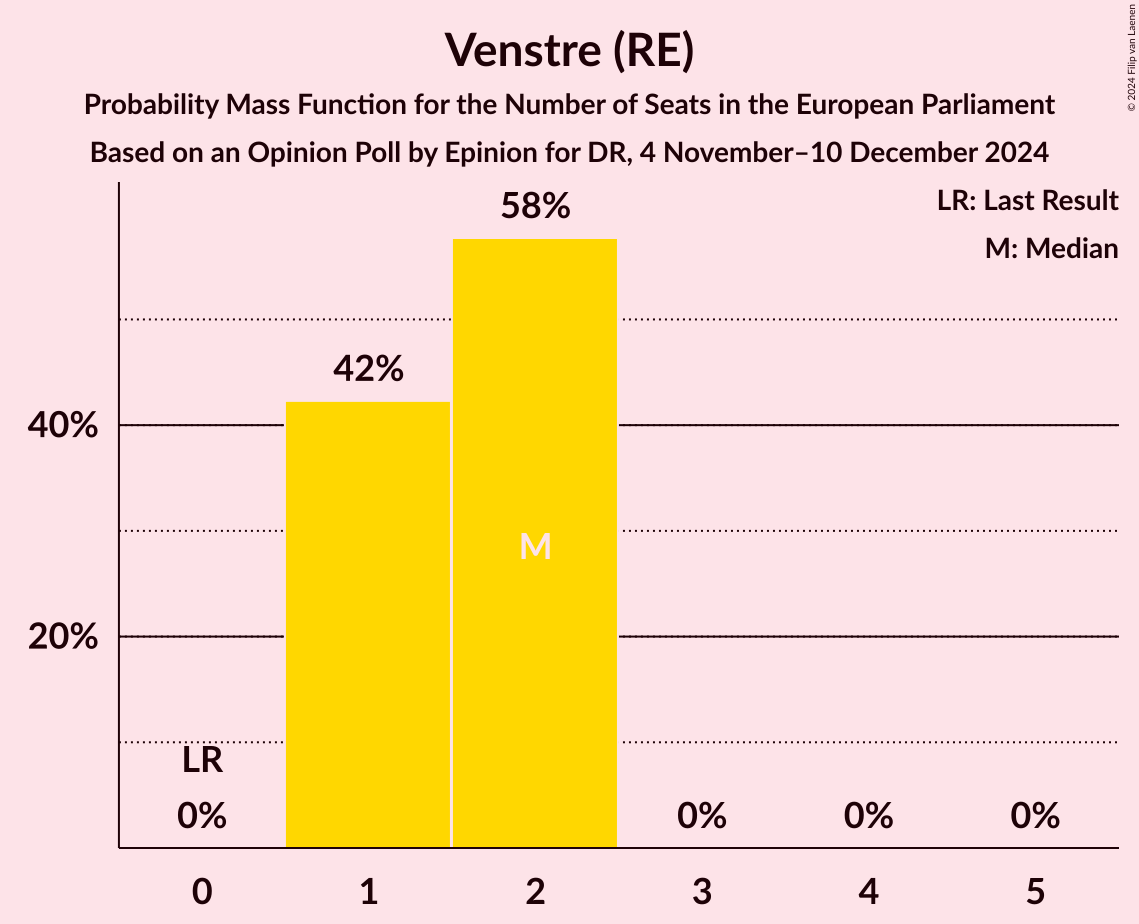 Venstre (RE)
Probability Mass Function for the Number of Seats in the European Parliament
Based on an Opinion Poll by Epinion for DR, 4 November–10 December 2024
© 2024 Filip van Laenen
LR: Last Result
M: Median
58%
42%
40%
M
20%
LR
0%
0%
0%
0%
0
1
2
3
4
5